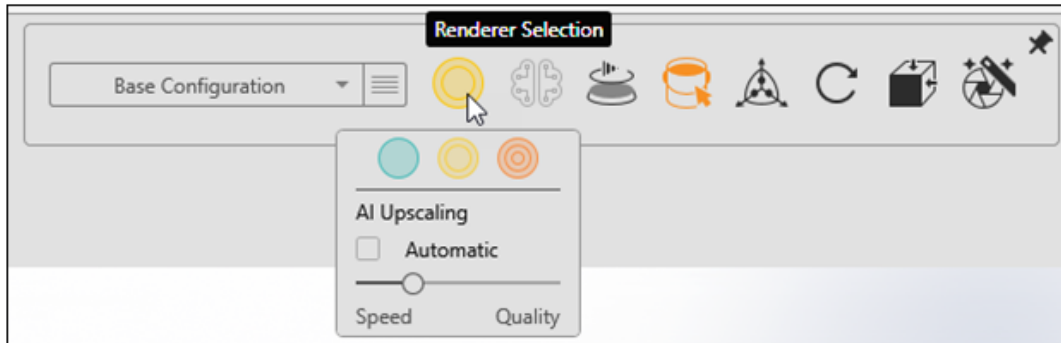 Renderer Selection
Base Configuration
AI Upscaling
Automatic
Speed Quality